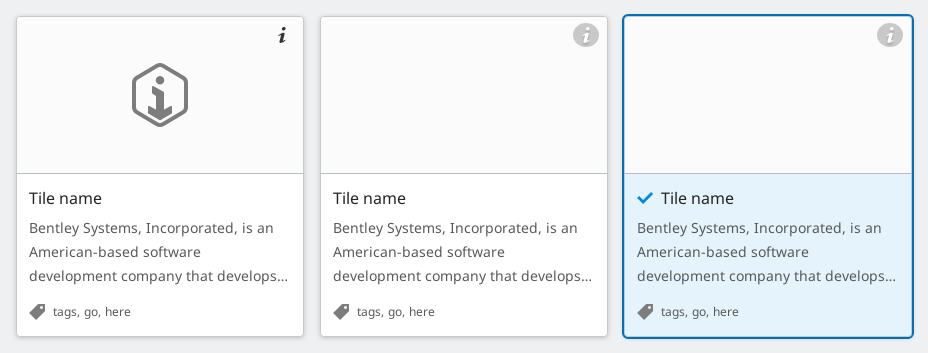 Tile name
Bentley Systems, Incorporated, is an
American-based software
development company that develops...
tags, go, here
Tile name
Bentley Systems, Incorporated, is an
American-based software
development company that develops...
tags, go, here
Tile name
Bentley Systems, Incorporated, is an
American-based software
development company that develops...
tags, go, here